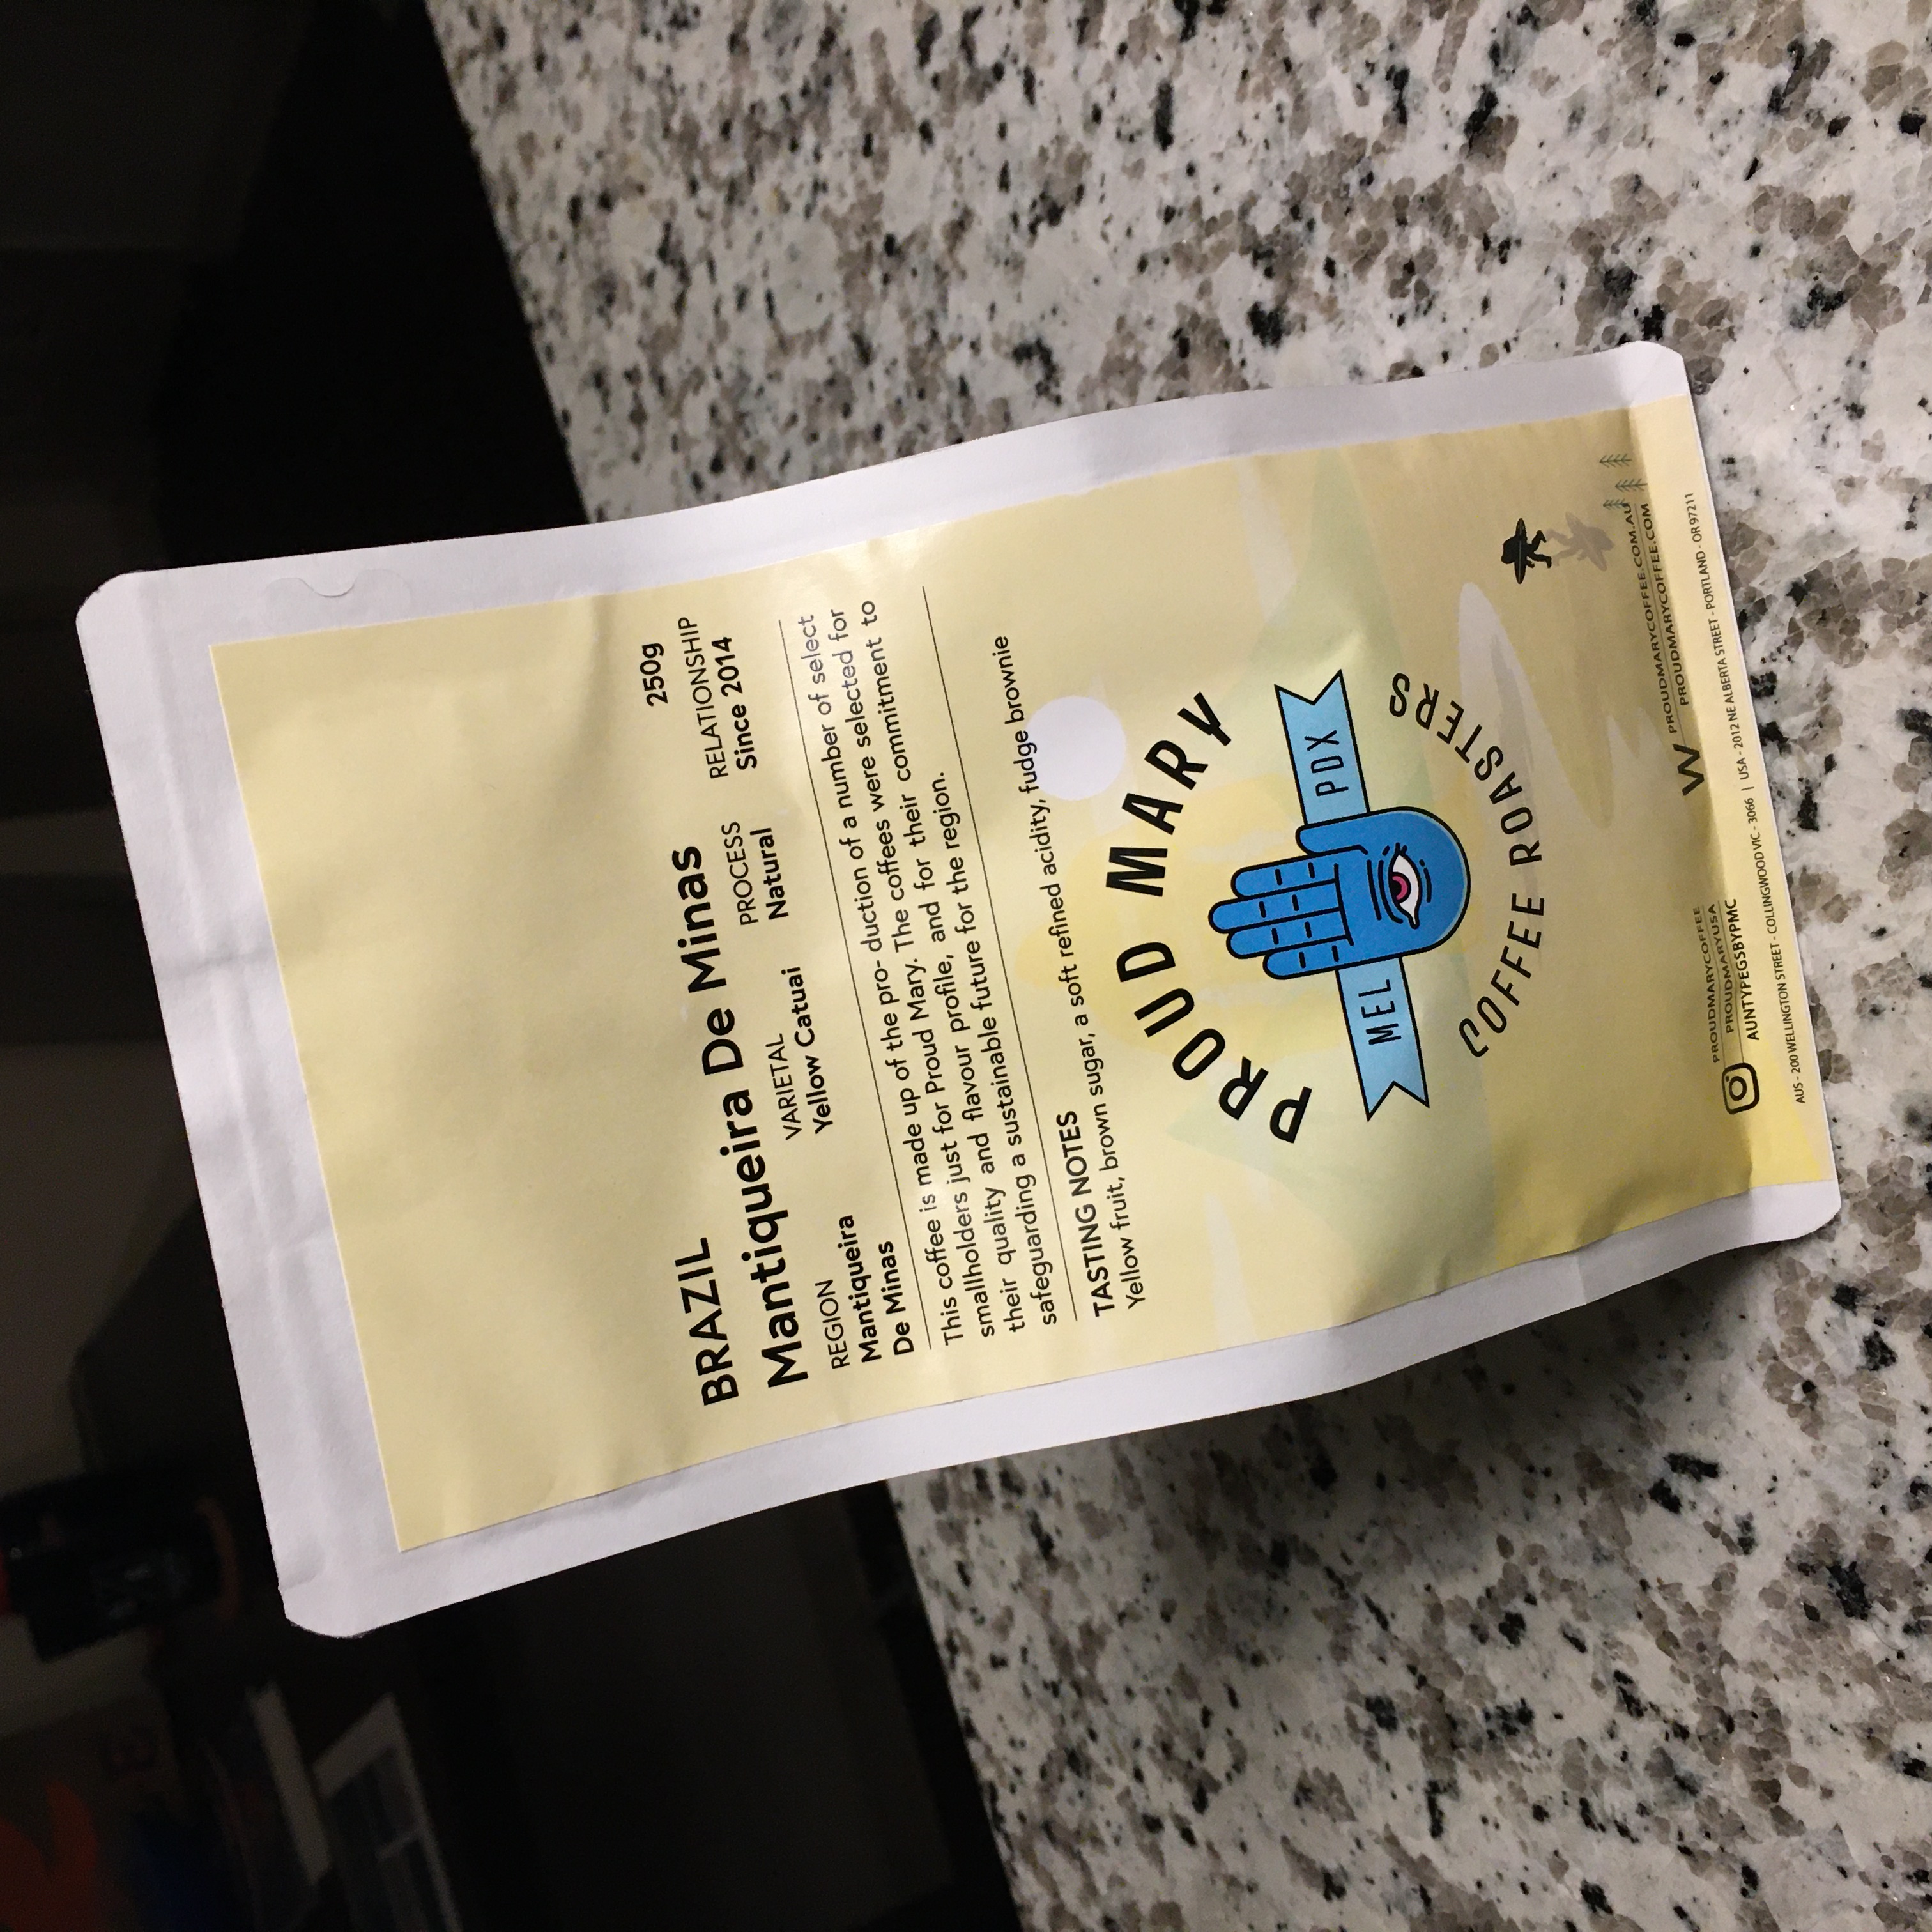 BRAZIL
250g
Mantiqueira De Minas
REGION
Mantiqueira
De Minas
VARIETAL
Yellow Catuai
PROCESS
Natural
RELATIONSHIP
Since 2014
This coffee is made up of the pro- duction of a number of select
smallholders just for Proud Mary. The coffees were selected for
their quality and flavour profile, and for their commitment to
safeguarding a sustainable future for the region.
TASTING NOTES
Yellow fruit, brown sugar, a soft refined acidity, fudge brownie
PROUD MARY
MEL
PDX
COFFEE ROASTERS
PROUDMARYCOFFEE
PROUDMARYUSA
AUNTYPEGSBYPMC
W
PROUDMARYCOFFEE.COM.AU
PROUDMARYCOFFEE.COM
AUS - 200 WELLINGTON STREET - COLLINGWOOD VIC - 3066 | USA - 2012 NE ALBERTA STREET - PORTLAND - OR 97211